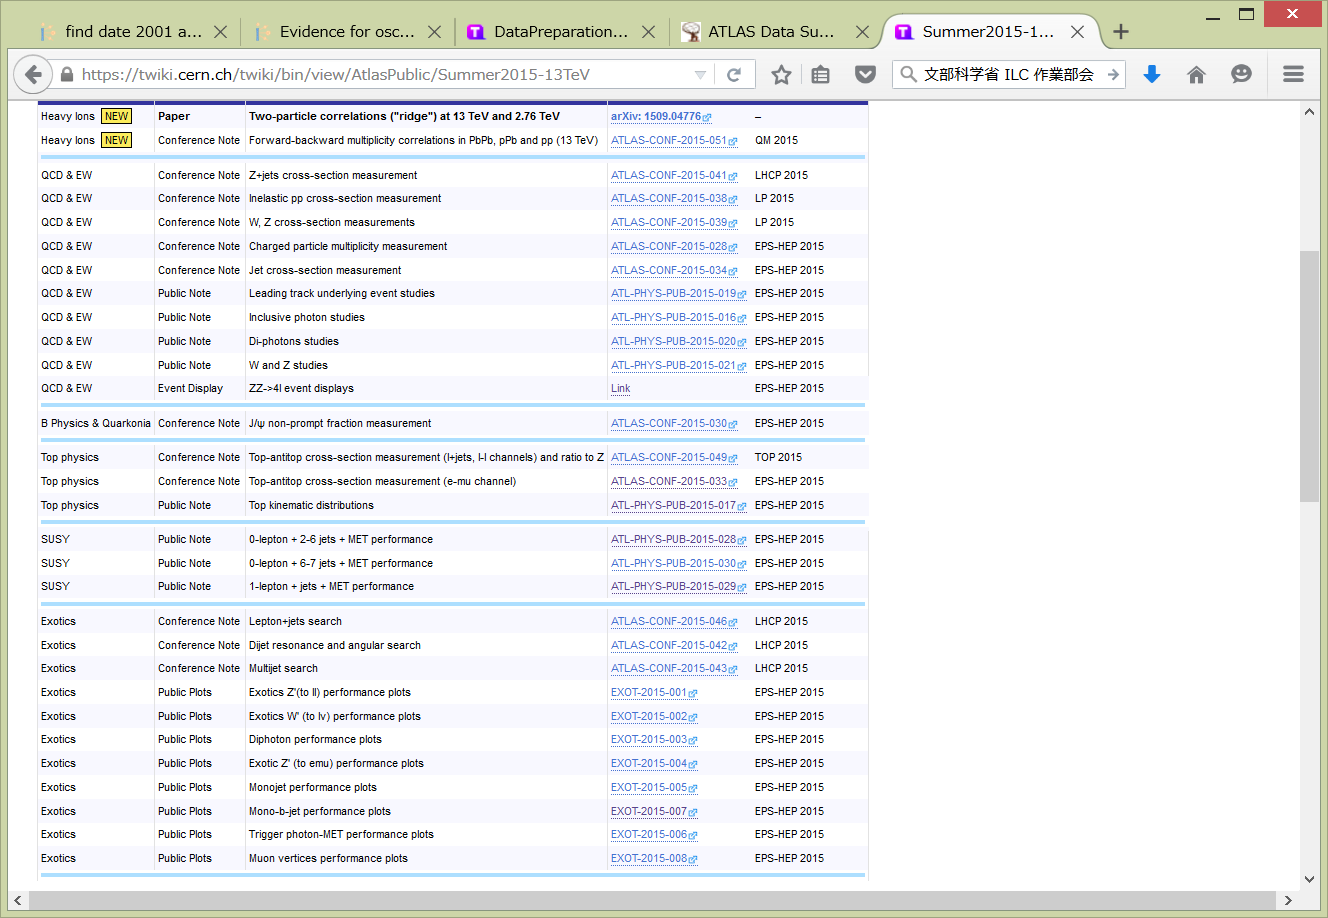 find date 2001 a...
Evidence for osc...
DataPreparation...
ATLAS Data Su...
Summer2015-1...
https://twiki.cern.ch/twiki/bin/view/AtlasPublic/Summer2015-13TeV
文部科学省 ILC 作業部会
Heavy Ions NEW Paper Two-particle correlations ("ridge") at 13 TeV and 2.76 TeV arXiv: 1509.04776 –
Heavy Ions NEW Conference Note Forward-backward multiplicity correlations in PbPb, pPb and pp (13 TeV) ATLAS-CONF-2015-051 QM 2015
QCD & EW Conference Note Z+jets cross-section measurement ATLAS-CONF-2015-041 LHCP 2015
QCD & EW Conference Note Inelastic pp cross-section measurement ATLAS-CONF-2015-038 LP 2015
QCD & EW Conference Note W, Z cross-section measurements ATLAS-CONF-2015-039 LP 2015
QCD & EW Conference Note Charged particle multiplicity measurement ATLAS-CONF-2015-028 EPS-HEP 2015
QCD & EW Conference Note Jet cross-section measurement ATLAS-CONF-2015-034 EPS-HEP 2015
QCD & EW Public Note Leading track underlying event studies ATL-PHYS-PUB-2015-019 EPS-HEP 2015
QCD & EW Public Note Inclusive photon studies ATL-PHYS-PUB-2015-016 EPS-HEP 2015
QCD & EW Public Note Di-photons studies ATL-PHYS-PUB-2015-020 EPS-HEP 2015
QCD & EW Public Note W and Z studies ATL-PHYS-PUB-2015-021 EPS-HEP 2015
QCD & EW Event Display ZZ->4l event displays Link EPS-HEP 2015
B Physics & Quarkonia Conference Note J/ψ non-prompt fraction measurement ATLAS-CONF-2015-030 EPS-HEP 2015
Top physics Conference Note Top-antitop cross-section measurement (l+jets, l-l channels) and ratio to Z ATLAS-CONF-2015-049 TOP 2015
Top physics Conference Note Top-antitop cross-section measurement (e-mu channel) ATLAS-CONF-2015-033 EPS-HEP 2015
Top physics Public Note Top kinematic distributions ATL-PHYS-PUB-2015-017 EPS-HEP 2015
SUSY Public Note 0-lepton + 2-6 jets + MET performance ATL-PHYS-PUB-2015-028 EPS-HEP 2015
SUSY Public Note 0-lepton + 6-7 jets + MET performance ATL-PHYS-PUB-2015-030 EPS-HEP 2015
SUSY Public Note 1-lepton + jets + MET performance ATL-PHYS-PUB-2015-029 EPS-HEP 2015
Exotics Conference Note Lepton+jets search ATLAS-CONF-2015-046 LHCP 2015
Exotics Conference Note Dijet resonance and angular search ATLAS-CONF-2015-042 LHCP 2015
Exotics Conference Note Multijet search ATLAS-CONF-2015-043 LHCP 2015
Exotics Public Plots Exotics Z'(to ll) performance plots EXOT-2015-001 EPS-HEP 2015
Exotics Public Plots Exotics W' (to lv) performance plots EXOT-2015-002 EPS-HEP 2015
Exotics Public Plots Diphoton performance plots EXOT-2015-003 EPS-HEP 2015
Exotics Public Plots Exotic Z' (to emu) performance plots EXOT-2015-004 EPS-HEP 2015
Exotics Public Plots Monojet performance plots EXOT-2015-005 EPS-HEP 2015
Exotics Public Plots Mono-b-jet performance plots EXOT-2015-007 EPS-HEP 2015
Exotics Public Plots Trigger photon-MET performance plots EXOT-2015-006 EPS-HEP 2015
Exotics Public Plots Muon vertices performance plots EXOT-2015-008 EPS-HEP 2015